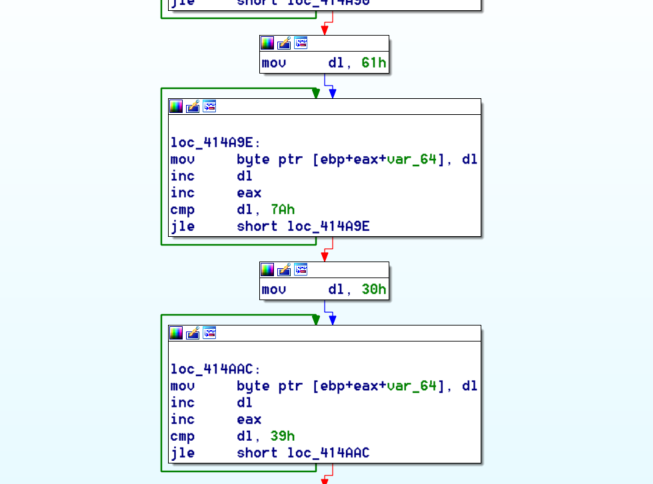 jle short loc_414A90
mov dl, 61h
loc_414A9E:
mov byte ptr [ebp+eax+var_64], dl
inc dl
inc eax
cmp dl, 7Ah
jle short loc_414A9E
mov dl, 30h
loc_414AAC:
mov byte ptr [ebp+eax+var_64], dl
inc dl
inc eax
cmp dl, 39h
jle short loc_414AAC